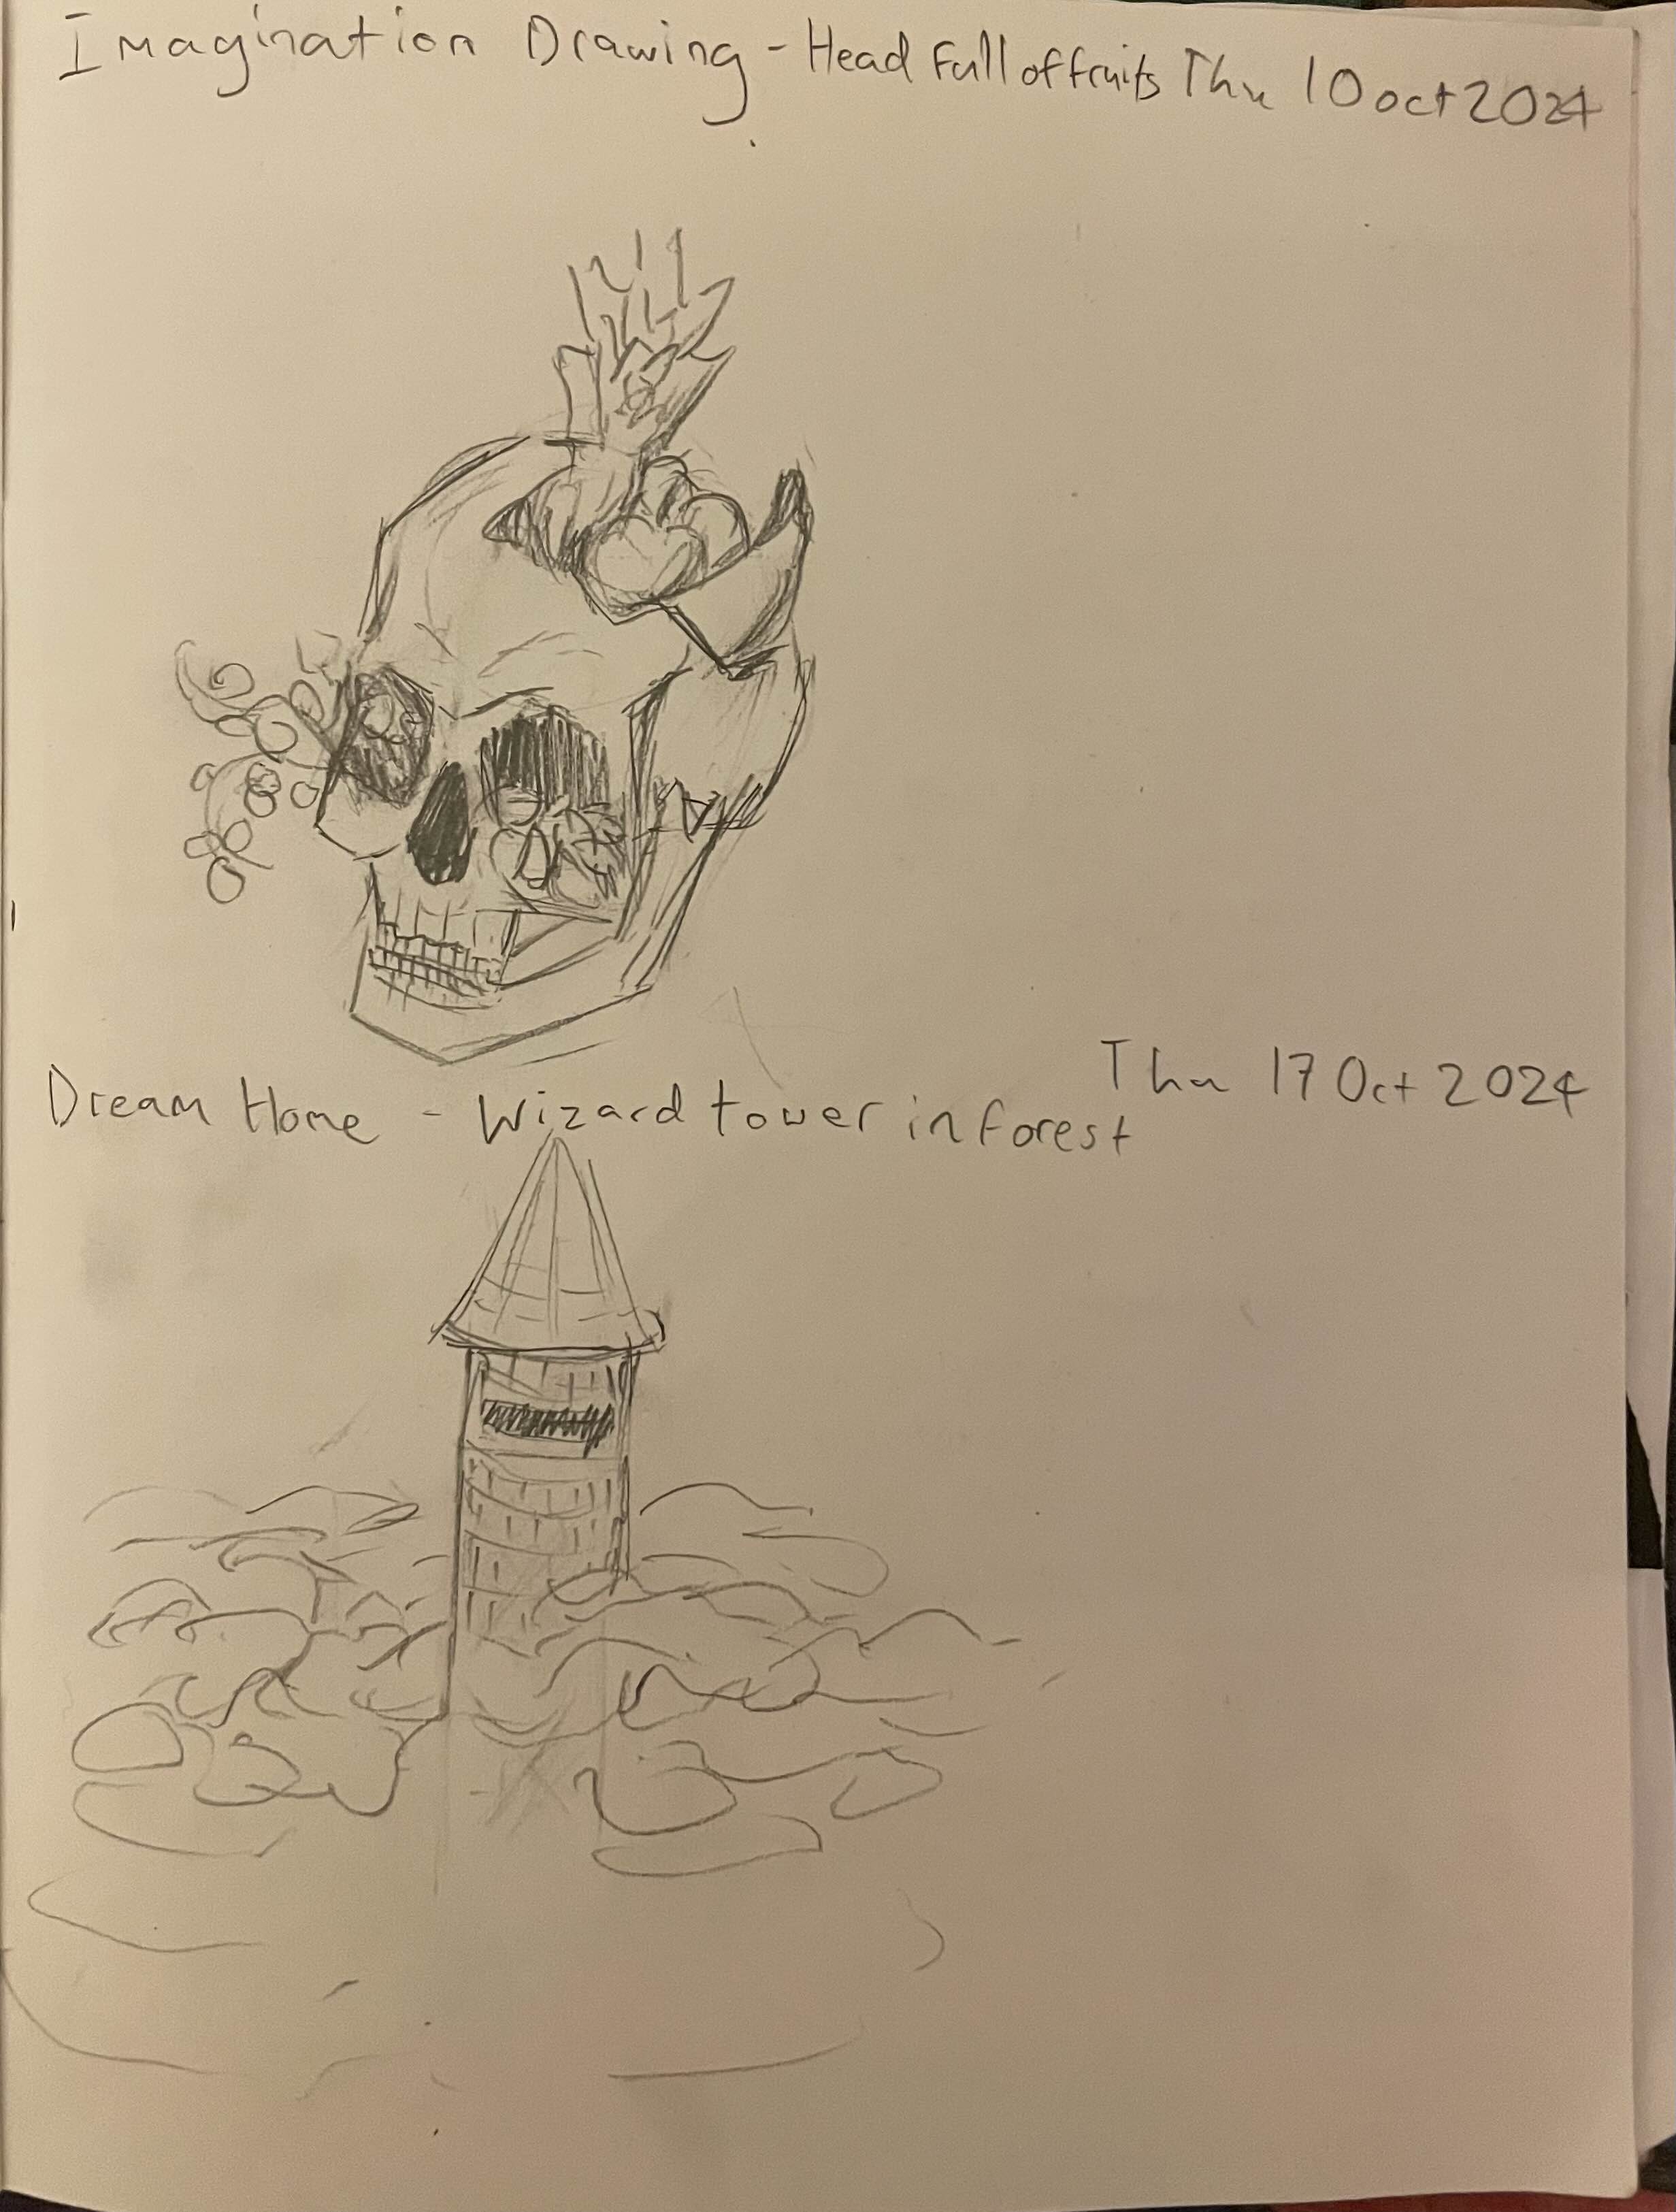 Imagination Drawing - Head Full of fruits Thu 10 oct 2024
Thu 17 Oct 2024
Dream Home - Wizard tower in forest